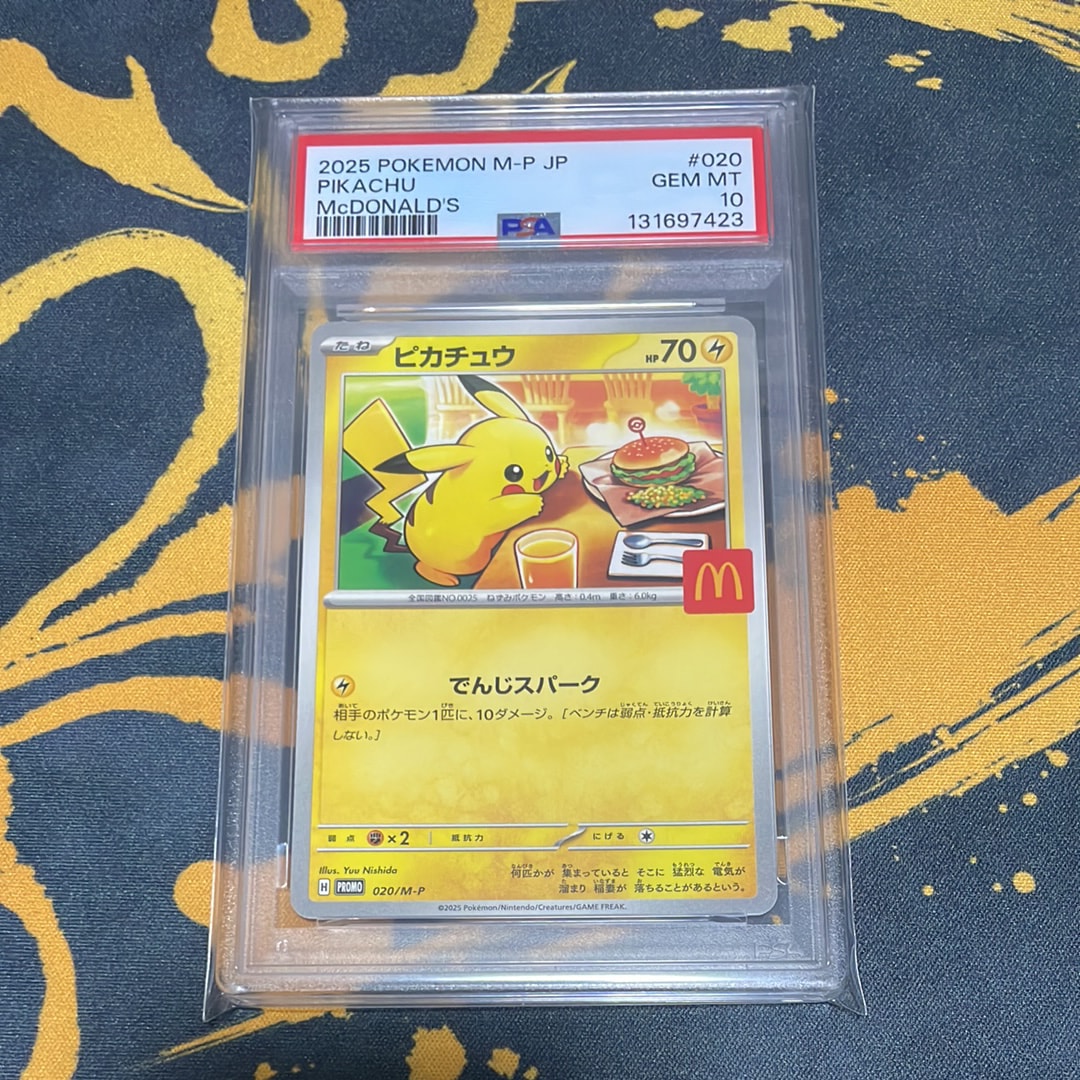 2025 POKEMON M-P JP #020
PIKACHU GEM MT
McDONALD'S 10
PSA 131697423
たね ピカチュウ HP70
全国図鑑NO.0025 ねずみポケモン 高さ:0.4m 重さ:6.0kg
でんじスパーク
相手のポケモン1匹に、10ダメージ。[ベンチは弱点・抵抗力を計算
しない。]
弱点 ×2 抵抗力 にげる
Illus. Yuu Nishida
何匹かが 集まっていると そこに 猛烈な 電気が
溜まり 稲妻が 落ちることがあるという。
H PROMO 020/M-P
©2025 Pokémon/Nintendo/Creatures/GAME FREAK.